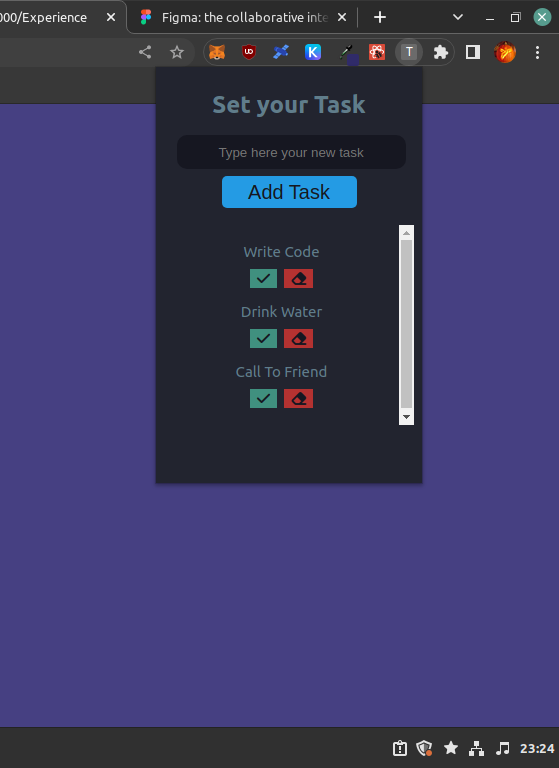 000/Experience
Figma: the collaborative inte
UD
K
T
Set your Task
Type here your new task
Add Task
Write Code
Drink Water
Call To Friend
23:24